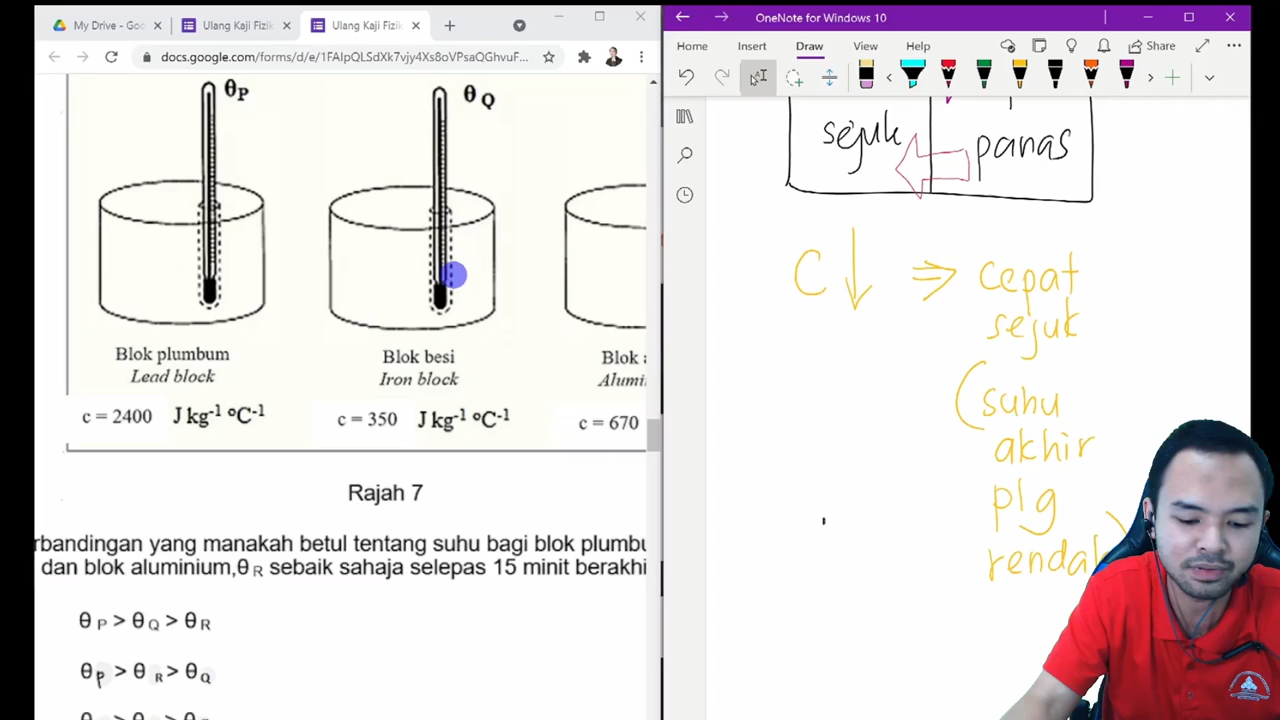 My Drive - Goo
Ulang Kaji Fizik
Ulang Kaji Fizik
docs.google.com/forms/d/e/1FAIpQLSdXk7vjy4Xs8oVPsaQGhvuF...
θP
θQ
Blok plumbum
Lead block
Blok besi
Iron block
Blok a
Alumi
c = 2400 J kg⁻¹ °C⁻¹
c = 350 J kg⁻¹ °C⁻¹
c = 670
Rajah 7
rbandingan yang manakah betul tentang suhu bagi blok plumbu
dan blok aluminium,θR sebaik sahaja selepas 15 minit berakhi
θP > θQ > θR
θP > θR > θQ
OneNote for Windows 10
Home
Insert
Draw
View
Help
Share
sejuk
panas
C ↓ ⇒ cepat
sejuk
(suhu
akhir
plg
rendah)